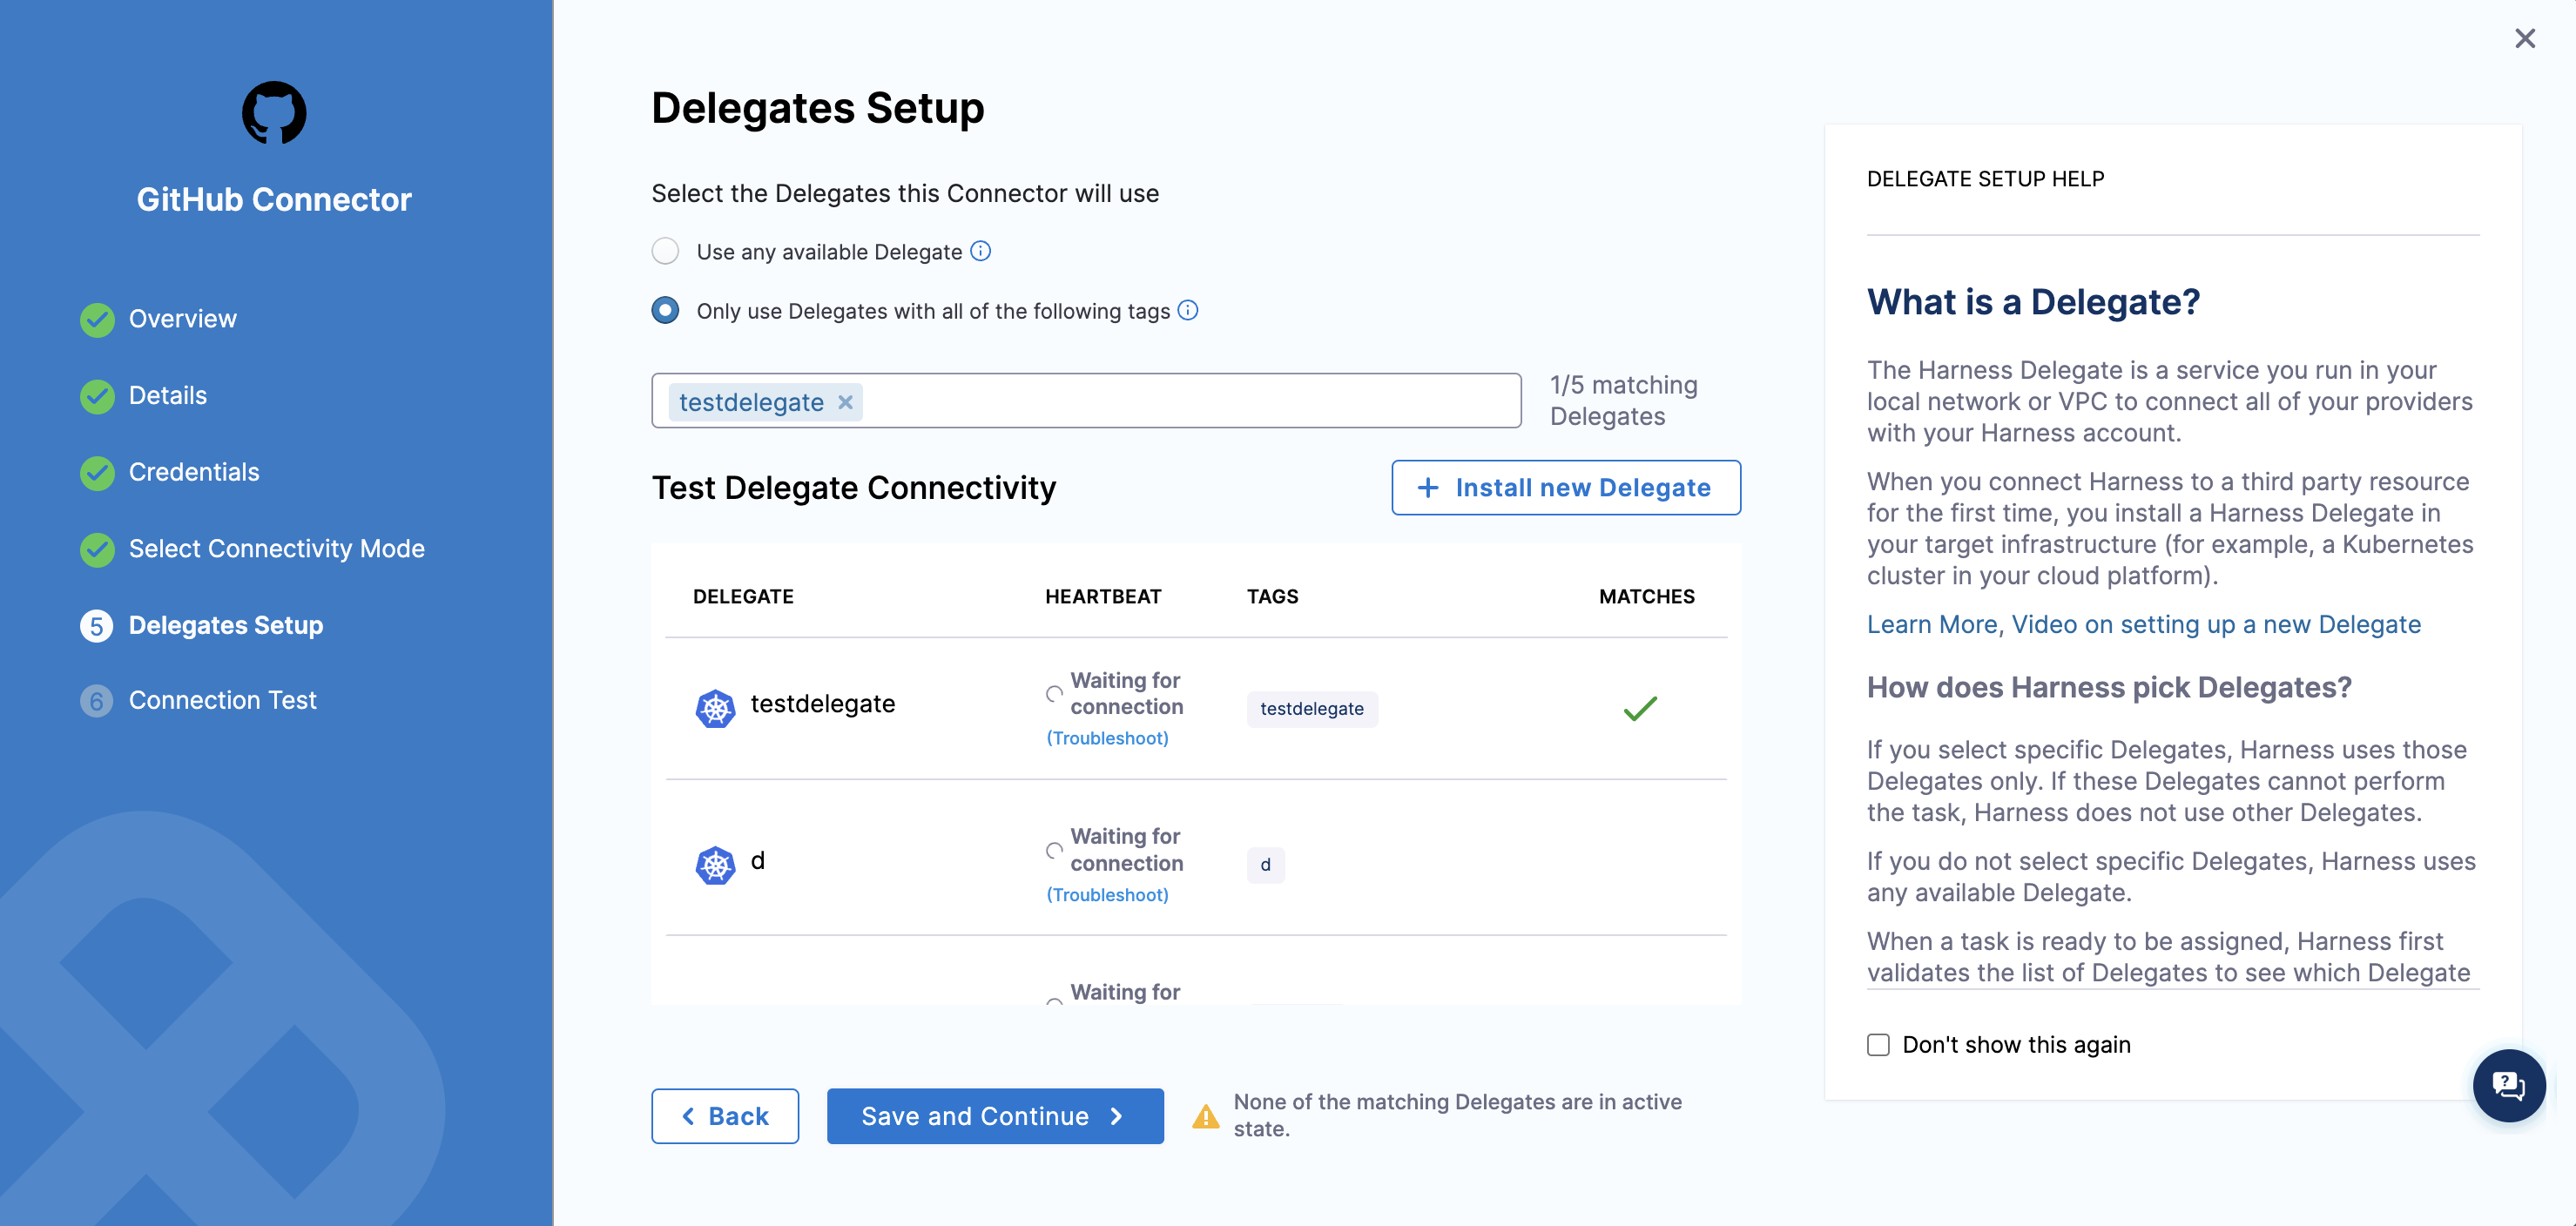 GitHub Connector
Overview
Details
Credentials
Select Connectivity Mode
5 Delegates Setup
6 Connection Test
Delegates Setup
Select the Delegates this Connector will use
Use any available Delegate
Only use Delegates with all of the following tags
testdelegate
1/5 matching
Delegates
Test Delegate Connectivity
+ Install new Delegate
DELEGATE HEARTBEAT TAGS MATCHES
testdelegate
Waiting for
connection
(Troubleshoot)
testdelegate
d
Waiting for
connection
(Troubleshoot)
d
Waiting for
Back
Save and Continue
None of the matching Delegates are in active
state.
DELEGATE SETUP HELP
What is a Delegate?
The Harness Delegate is a service you run in your
local network or VPC to connect all of your providers
with your Harness account.
When you connect Harness to a third party resource
for the first time, you install a Harness Delegate in
your target infrastructure (for example, a Kubernetes
cluster in your cloud platform).
Learn More, Video on setting up a new Delegate
How does Harness pick Delegates?
If you select specific Delegates, Harness uses those
Delegates only. If these Delegates cannot perform
the task, Harness does not use other Delegates.
If you do not select specific Delegates, Harness uses
any available Delegate.
When a task is ready to be assigned, Harness first
validates the list of Delegates to see which Delegate
Don't show this again